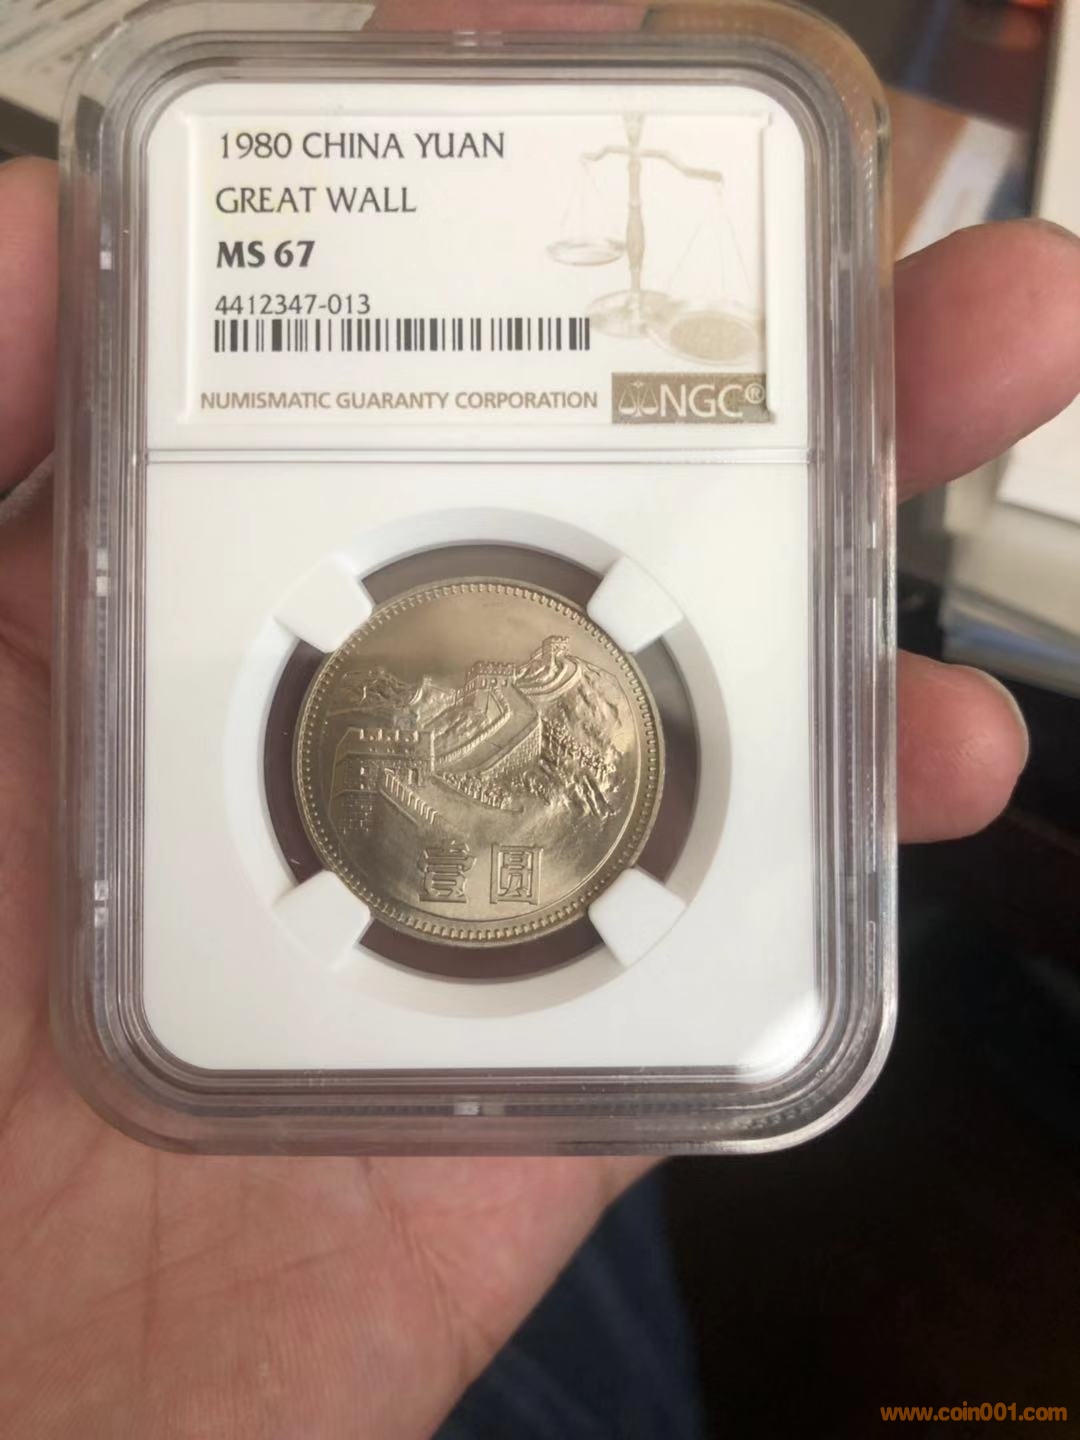 1980 CHINA YUAN
GREAT WALL
MS 67
4412347-013
NUMISMATIC GUARANTY CORPORATION
NGC®
壹圆
www.coin001.com